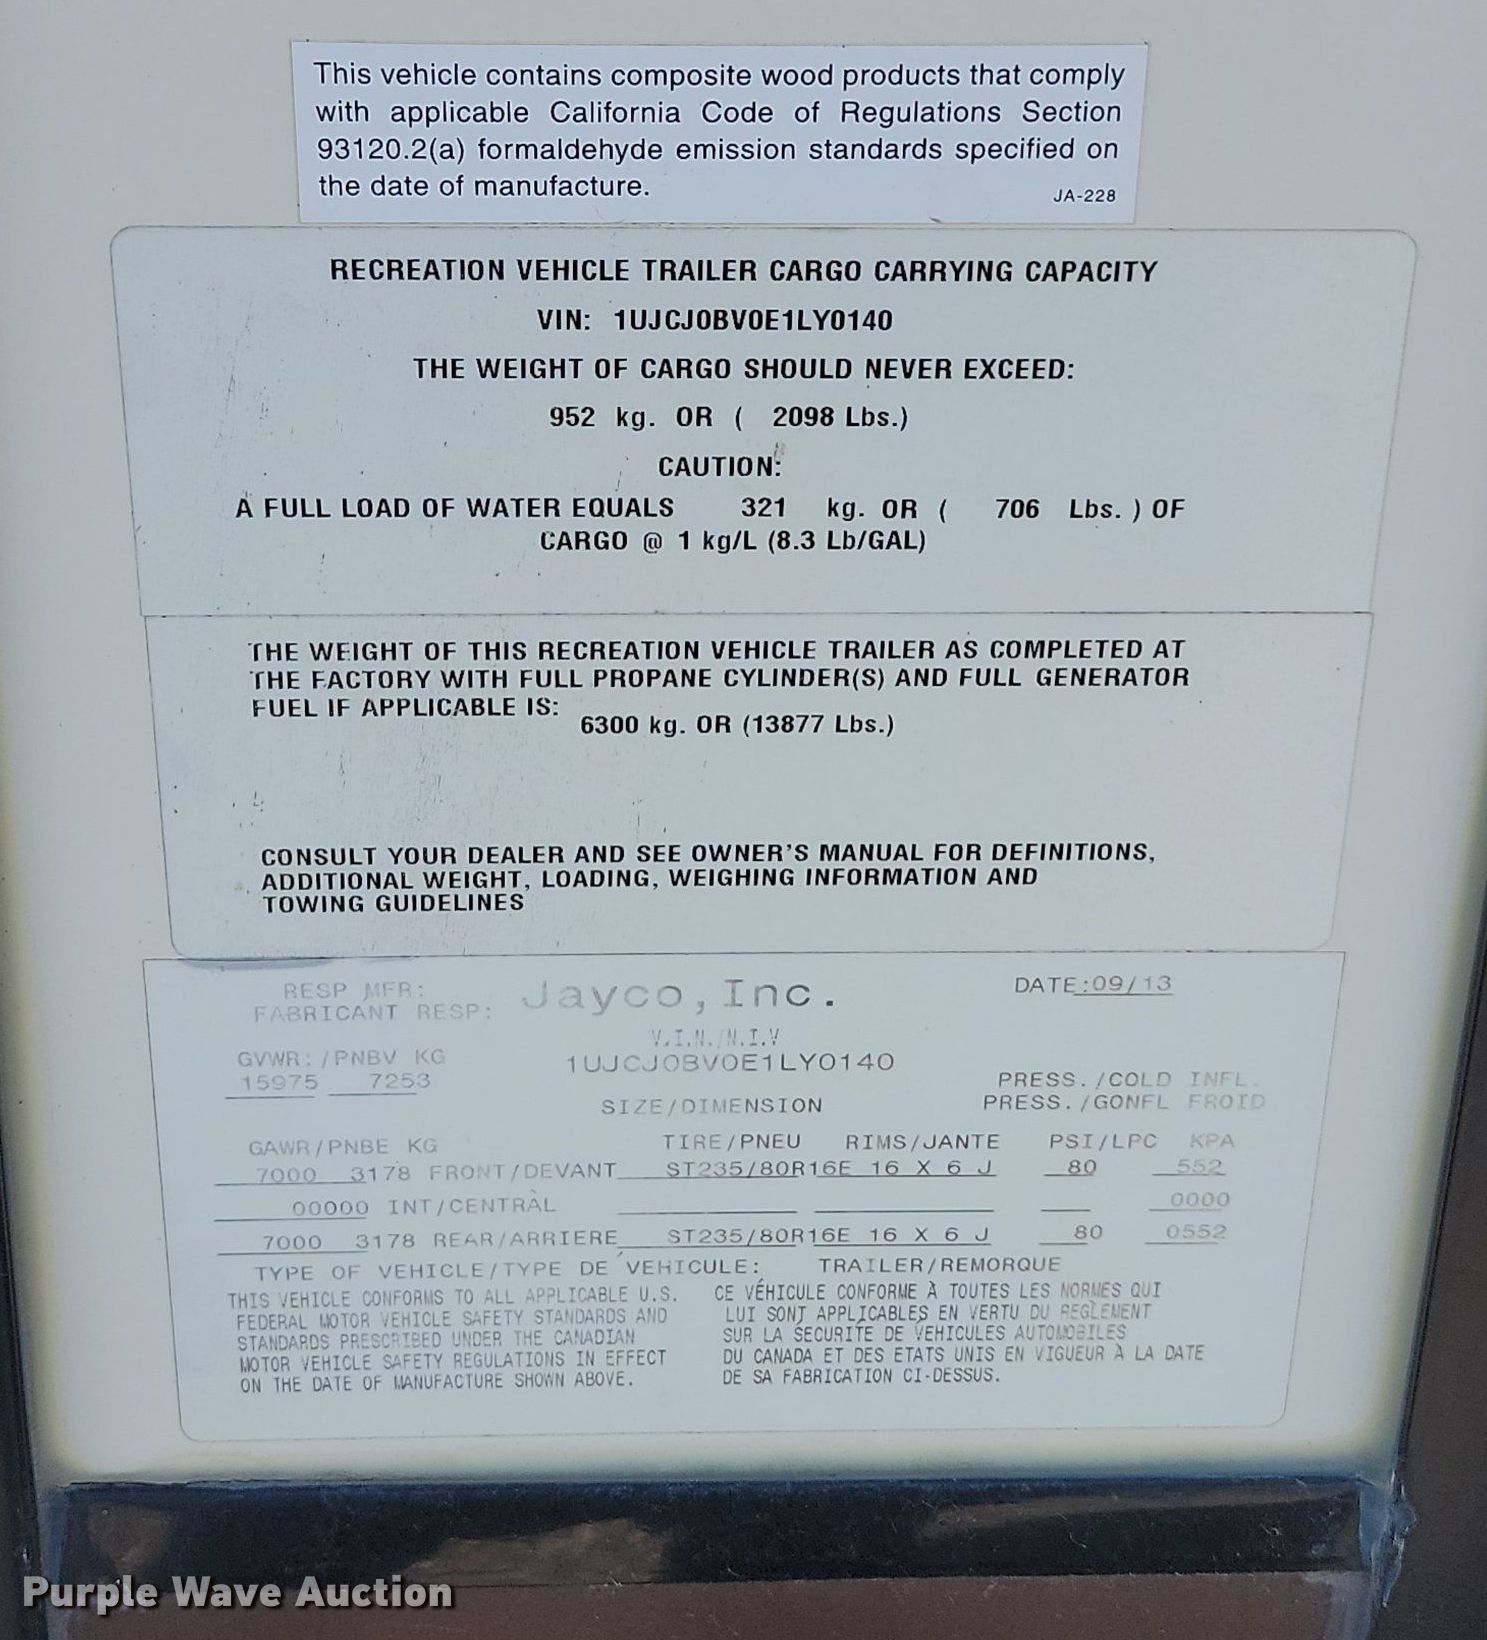 This vehicle contains composite wood products that comply
with applicable California Code of Regulations Section
93120.2(a) formaldehyde emission standards specified on
the date of manufacture.
JA-228
RECREATION VEHICLE TRAILER CARGO CARRYING CAPACITY
VIN: 1UJCJ0BV0E1LY0140
THE WEIGHT OF CARGO SHOULD NEVER EXCEED:
952 kg. OR ( 2098 Lbs.)
CAUTION:
A FULL LOAD OF WATER EQUALS 321 kg. OR ( 706 Lbs. ) OF
CARGO @ 1 kg/L (8.3 Lb/GAL)
THE WEIGHT OF THIS RECREATION VEHICLE TRAILER AS COMPLETED AT
THE FACTORY WITH FULL PROPANE CYLINDER(S) AND FULL GENERATOR
FUEL IF APPLICABLE IS:
6300 kg. OR (13877 Lbs.)
CONSULT YOUR DEALER AND SEE OWNER'S MANUAL FOR DEFINITIONS,
ADDITIONAL WEIGHT, LOADING, WEIGHING INFORMATION AND
TOWING GUIDELINES
RESP MFR:
FABRICANT RESP: Jayco, Inc. DATE:09/13
V.I.N./N.I.V
GVWR:/PNBV KG 1UJCJ0BV0E1LY0140
15975 7253
PRESS./COLD INFL.
SIZE/DIMENSION PRESS./GONFL FROID
GAWR/PNBE KG TIRE/PNEU RIMS/JANTE PSI/LPC KPA
7000 3178 FRONT/DEVANT ST235/80R16E 16 X 6 J 80 552
00000 INT/CENTRÀL 0000
7000 3178 REAR/ARRIERE ST235/80R16E 16 X 6 J 80 0552
TYPE OF VEHICLE/TYPE DE VÉHICULE: TRAILER/REMORQUE
THIS VEHICLE CONFORMS TO ALL APPLICABLE U.S.
FEDERAL MOTOR VEHICLE SAFETY STANDARDS AND
STANDARDS PRESCRIBED UNDER THE CANADIAN
MOTOR VEHICLE SAFETY REGULATIONS IN EFFECT
ON THE DATE OF MANUFACTURE SHOWN ABOVE.
CE VÉHICULE CONFORME À TOUTES LES NORMES QUI
LUI SONT APPLICABLES EN VERTU DU REGLEMENT
SUR LA SÉCURITÉ DE VÉHICULES AUTOMOBILES
DU CANADA ET DES ETATS UNIS EN VIGUEUR À LA DATE
DE SA FABRICATION CI-DESSUS.
Purple Wave Auction